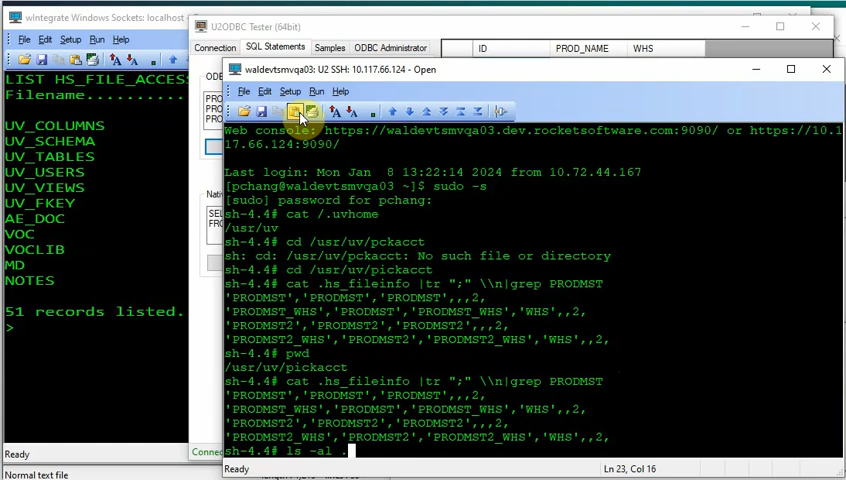 wIntegrate Windows Sockets: localhost
File Edit Setup Run Help
LIST HS_FILE_ACCESS
Filename..........
UV_COLUMNS
UV_SCHEMA
UV_TABLES
UV_USERS
UV_VIEWS
UV_FKEY
AE_DOC
VOC
VOCLIB
MD
NOTES
51 records listed.
>
Ready
Normal text file
U2ODBC Tester (64bit)
Connection SQL Statements Samples ODBC Administrator
ID PROD_NAME WHS
ODBC
PRO
PRO
PRO
Nativ
SEL
FRO
Connec
waldevtsmvqa03: U2 SSH: 10.117.66.124 - Open
File Edit Setup Run Help
Web console: https://waldevtsmvqa03.dev.rocketsoftware.com:9090/ or https://10.1
17.66.124:9090/
Last login: Mon Jan  8 13:22:14 2024 from 10.72.44.167
[pchang@waldevtsmvqa03 ~]$ sudo -s
[sudo] password for pchang:
sh-4.4# cat /.uvhome
/usr/uv
sh-4.4# cd /usr/uv/pckacct
sh: cd: /usr/uv/pckacct: No such file or directory
sh-4.4# cd /usr/uv/pickacct
sh-4.4# cat .hs_fileinfo |tr ";" \\n|grep PRODMST
'PRODMST','PRODMST','PRODMST',,,2,
'PRODMST_WHS','PRODMST','PRODMST_WHS','WHS',,2,
'PRODMST2','PRODMST2','PRODMST2',,,2,
'PRODMST2_WHS','PRODMST2','PRODMST2_WHS','WHS',,2,
sh-4.4# pwd
/usr/uv/pickacct
sh-4.4# cat .hs_fileinfo |tr ";" \\n|grep PRODMST
'PRODMST','PRODMST','PRODMST',,,2,
'PRODMST_WHS','PRODMST','PRODMST_WHS','WHS',,2,
'PRODMST2','PRODMST2','PRODMST2',,,2,
'PRODMST2_WHS','PRODMST2','PRODMST2_WHS','WHS',,2,
sh-4.4# ls -al .
Ready
Ln 23, Col 16